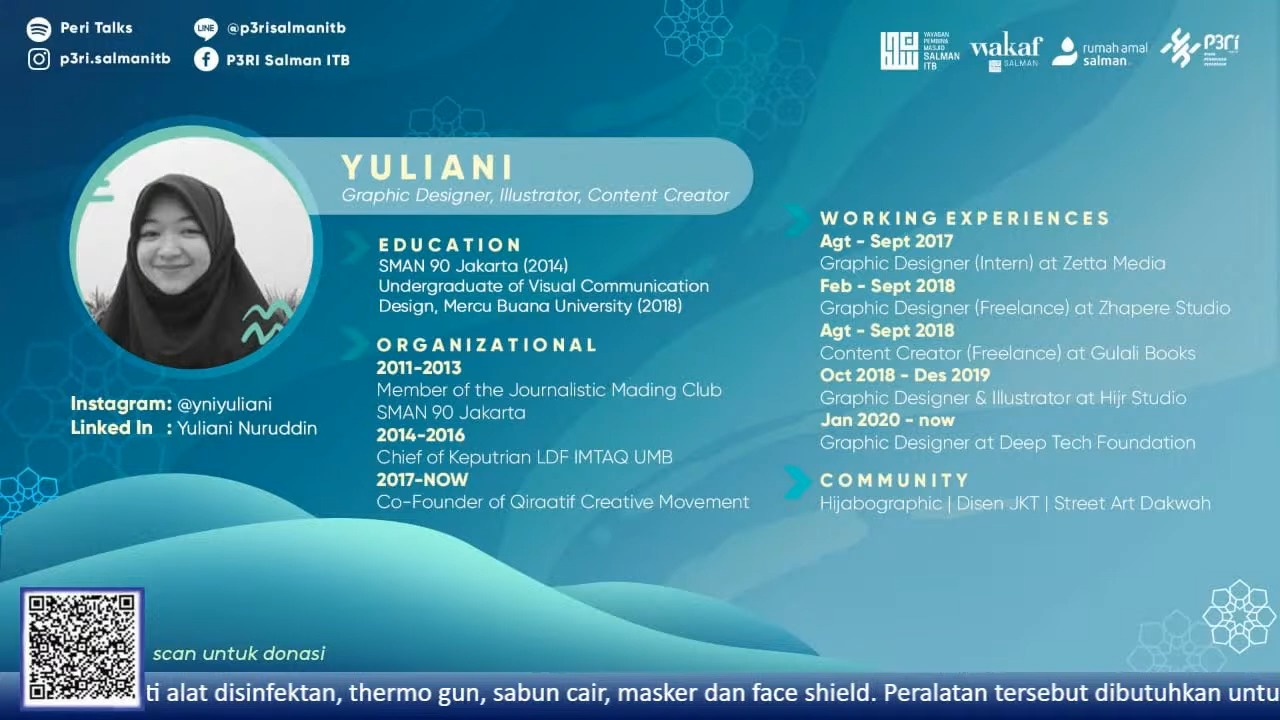 Peri Talks
LINE @p3risalmanitb
p3ri.salmanitb
P3RI Salman ITB
YAYASAN
PEMBINA
MASJID
SALMAN
ITB
wakaf
SALMAN
rumah amal
salman
P3RI
YULIANI
Graphic Designer, Illustrator, Content Creator
EDUCATION
SMAN 90 Jakarta (2014)
Undergraduate of Visual Communication
Design, Mercu Buana University (2018)
ORGANIZATIONAL
2011-2013
Member of the Journalistic Mading Club
SMAN 90 Jakarta
2014-2016
Chief of Keputrian LDF IMTAQ UMB
2017-NOW
Co-Founder of Qiraatif Creative Movement
Instagram: @yniyuliani
Linked In : Yuliani Nuruddin
WORKING EXPERIENCES
Agt - Sept 2017
Graphic Designer (Intern) at Zetta Media
Feb - Sept 2018
Graphic Designer (Freelance) at Zhapere Studio
Agt - Sept 2018
Content Creator (Freelance) at Gulali Books
Oct 2018 - Des 2019
Graphic Designer & Illustrator at Hijr Studio
Jan 2020 - now
Graphic Designer at Deep Tech Foundation
COMMUNITY
Hijabographic | Disen JKT | Street Art Dakwah
scan untuk donasi
ti alat disinfektan, thermo gun, sabun cair, masker dan face shield. Peralatan tersebut dibutuhkan untu